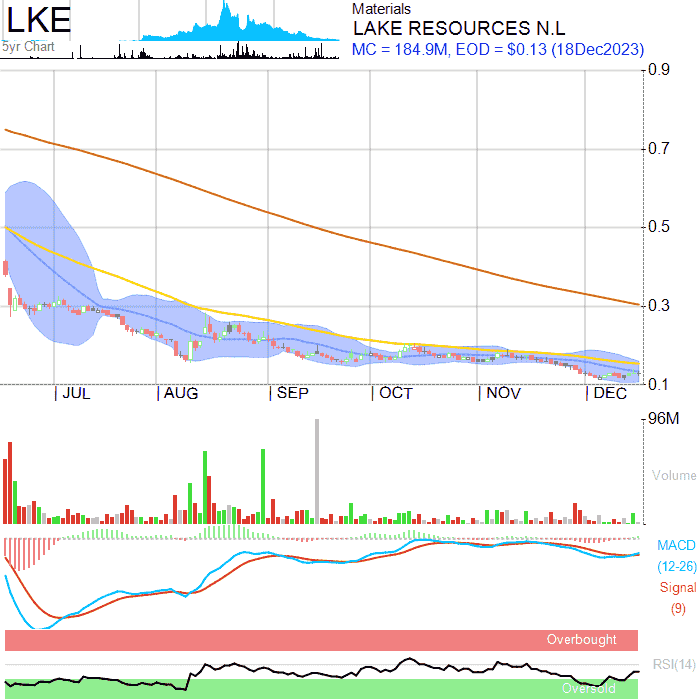 LKE
5yr Chart
Materials
LAKE RESOURCES N.L
MC = 184.9M, EOD = $0.13 (18Dec2023)
0.9
0.7
0.5
0.3
0.1
JUL AUG SEP OCT NOV DEC
96M
Volume
MACD
(12-26)
Signal
(9)
Overbought
RSI(14)
Oversold